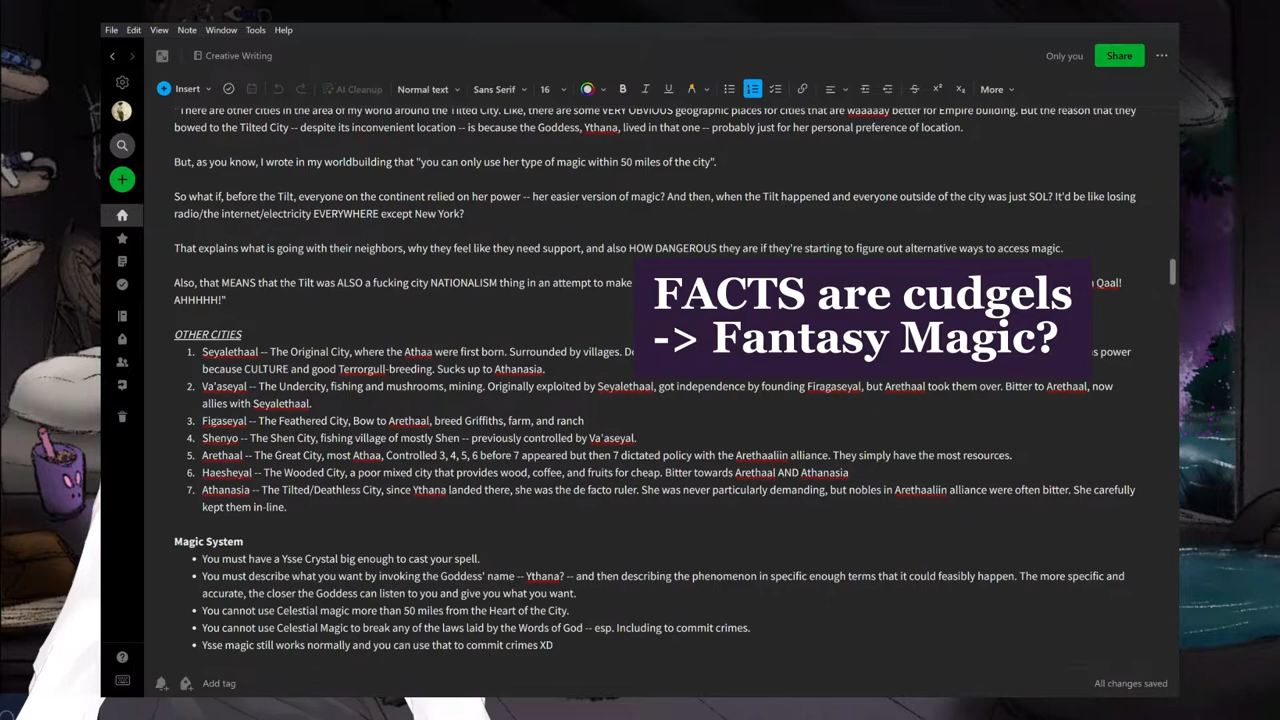 File Edit View Note Window Tools Help
Creative Writing
Only you
Share
Insert
AI Cleanup
Normal text
Sans Serif
16
B I U
More
"There are other cities in the area of my world around the Tilted City. Like, there are some VERY OBVIOUS geographic places for cities that are waaaay better for Empire building. But the reason that they
bowed to the Tilted City -- despite its inconvenient location -- is because the Goddess, Ythana, lived in that one -- probably just for her personal preference of location.
But, as you know, I wrote in my worldbuilding that "you can only use her type of magic within 50 miles of the city".
So what if, before the Tilt, everyone on the continent relied on her power -- her easier version of magic? And then, when the Tilt happened and everyone outside of the city was just SOL? It'd be like losing
radio/the internet/electricity EVERYWHERE except New York?
That explains what is going with their neighbors, why they feel like they need support, and also HOW DANGEROUS they are if they're starting to figure out alternative ways to access magic.
Also, that MEANS that the Tilt was ALSO a fucking city NATIONALISM thing in an attempt to make
Qaal!
AHHHHH!"
FACTS are cudgels
-> Fantasy Magic?
OTHER CITIES
1. Seyalethaal -- The Original City, where the Athaa were first born. Surrounded by villages.
power
because CULTURE and good Terrorgull-breeding. Sucks up to Athanasia.
2. Va'aseyal -- The Undercity, fishing and mushrooms, mining. Originally exploited by Seyalethaal, got independence by founding Firagaseyal, but Arethaal took them over. Bitter to Arethaal, now
allies with Seyalethaal.
3. Figaseyal -- The Feathered City, Bow to Arethaal, breed Griffiths, farm, and ranch
4. Shenyo -- The Shen City, fishing village of mostly Shen -- previously controlled by Va'aseyal.
5. Arethaal -- The Great City, most Athaa, Controlled 3, 4, 5, 6 before 7 appeared but then 7 dictated policy with the Arethaaliin alliance. They simply have the most resources.
6. Haesheyal -- The Wooded City, a poor mixed city that provides wood, coffee, and fruits for cheap. Bitter towards Arethaal AND Athanasia
7. Athanasia -- The Tilted/Deathless City, since Ythana landed there, she was the de facto ruler. She was never particularly demanding, but nobles in Arethaaliin alliance were often bitter. She carefully
kept them in-line.
Magic System
• You must have a Ysse Crystal big enough to cast your spell.
• You must describe what you want by invoking the Goddess' name -- Ythana? -- and then describing the phenomenon in specific enough terms that it could feasibly happen. The more specific and
accurate, the closer the Goddess can listen to you and give you what you want.
• You cannot use Celestial magic more than 50 miles from the Heart of the City.
• You cannot use Celestial Magic to break any of the laws laid by the Words of God -- esp. Including to commit crimes.
• Ysse magic still works normally and you can use that to commit crimes XD
Add tag
All changes saved